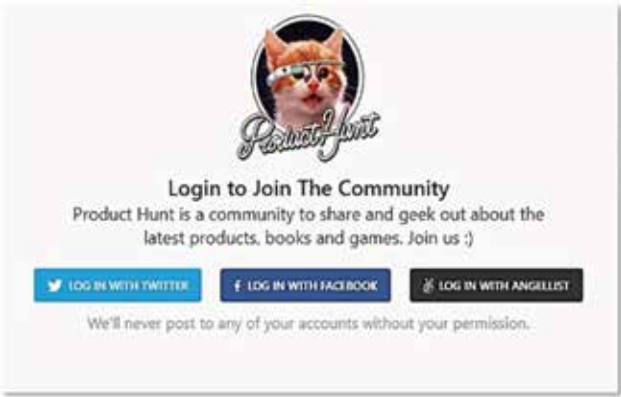 Product Hunt
Login to Join The Community
Product Hunt is a community to share and geek out about the
latest products, books and games. Join us :)
LOG IN WITH TWITTER
LOG IN WITH FACEBOOK
LOG IN WITH ANGELLIST
We'll never post to any of your accounts without your permission.